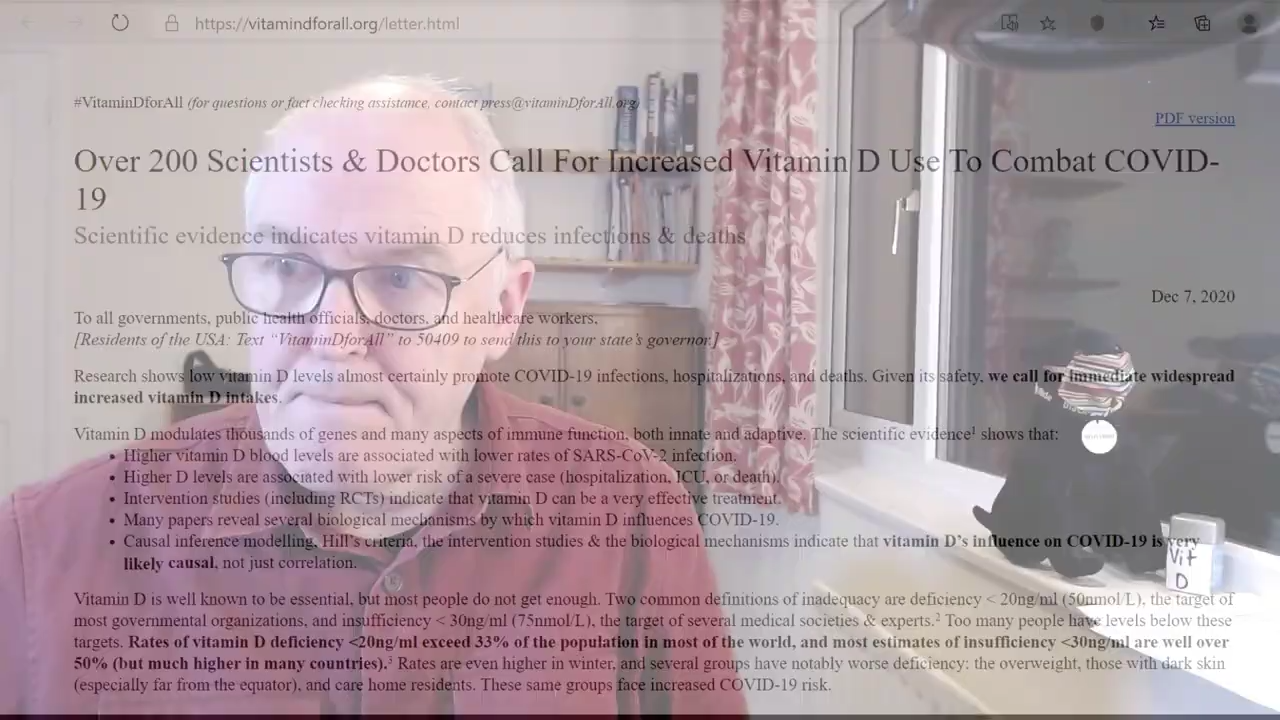 https://vitamindforall.org/letter.html
#VitaminDforAll (for questions or fact checking assistance, contact press@vitaminDforAll.org)
PDF version
Over 200 Scientists & Doctors Call For Increased Vitamin D Use To Combat COVID-
19
Scientific evidence indicates vitamin D reduces infections & deaths
Dec 7, 2020
To all governments, public health officials, doctors, and healthcare workers,
[Residents of the USA: Text “VitaminDforAll” to 50409 to send this to your state’s governor.]
Research shows low vitamin D levels almost certainly promote COVID-19 infections, hospitalizations, and deaths. Given its safety, we call for immediate widespread
increased vitamin D intakes.
Vitamin D modulates thousands of genes and many aspects of immune function, both innate and adaptive. The scientific evidence¹ shows that:
• Higher vitamin D blood levels are associated with lower rates of SARS-CoV-2 infection.
• Higher D levels are associated with lower risk of a severe case (hospitalization, ICU, or death).
• Intervention studies (including RCTs) indicate that vitamin D can be a very effective treatment.
• Many papers reveal several biological mechanisms by which vitamin D influences COVID-19.
• Causal inference modelling, Hill’s criteria, the intervention studies & the biological mechanisms indicate that vitamin D’s influence on COVID-19 is very
likely causal, not just correlation.
Vit
D
Vitamin D is well known to be essential, but most people do not get enough. Two common definitions of inadequacy are deficiency < 20ng/ml (50nmol/L), the target of
most governmental organizations, and insufficiency < 30ng/ml (75nmol/L), the target of several medical societies & experts.² Too many people have levels below these
targets. Rates of vitamin D deficiency <20ng/ml exceed 33% of the population in most of the world, and most estimates of insufficiency <30ng/ml are well over
50% (but much higher in many countries).³ Rates are even higher in winter, and several groups have notably worse deficiency: the overweight, those with dark skin
(especially far from the equator), and care home residents. These same groups face increased COVID-19 risk.